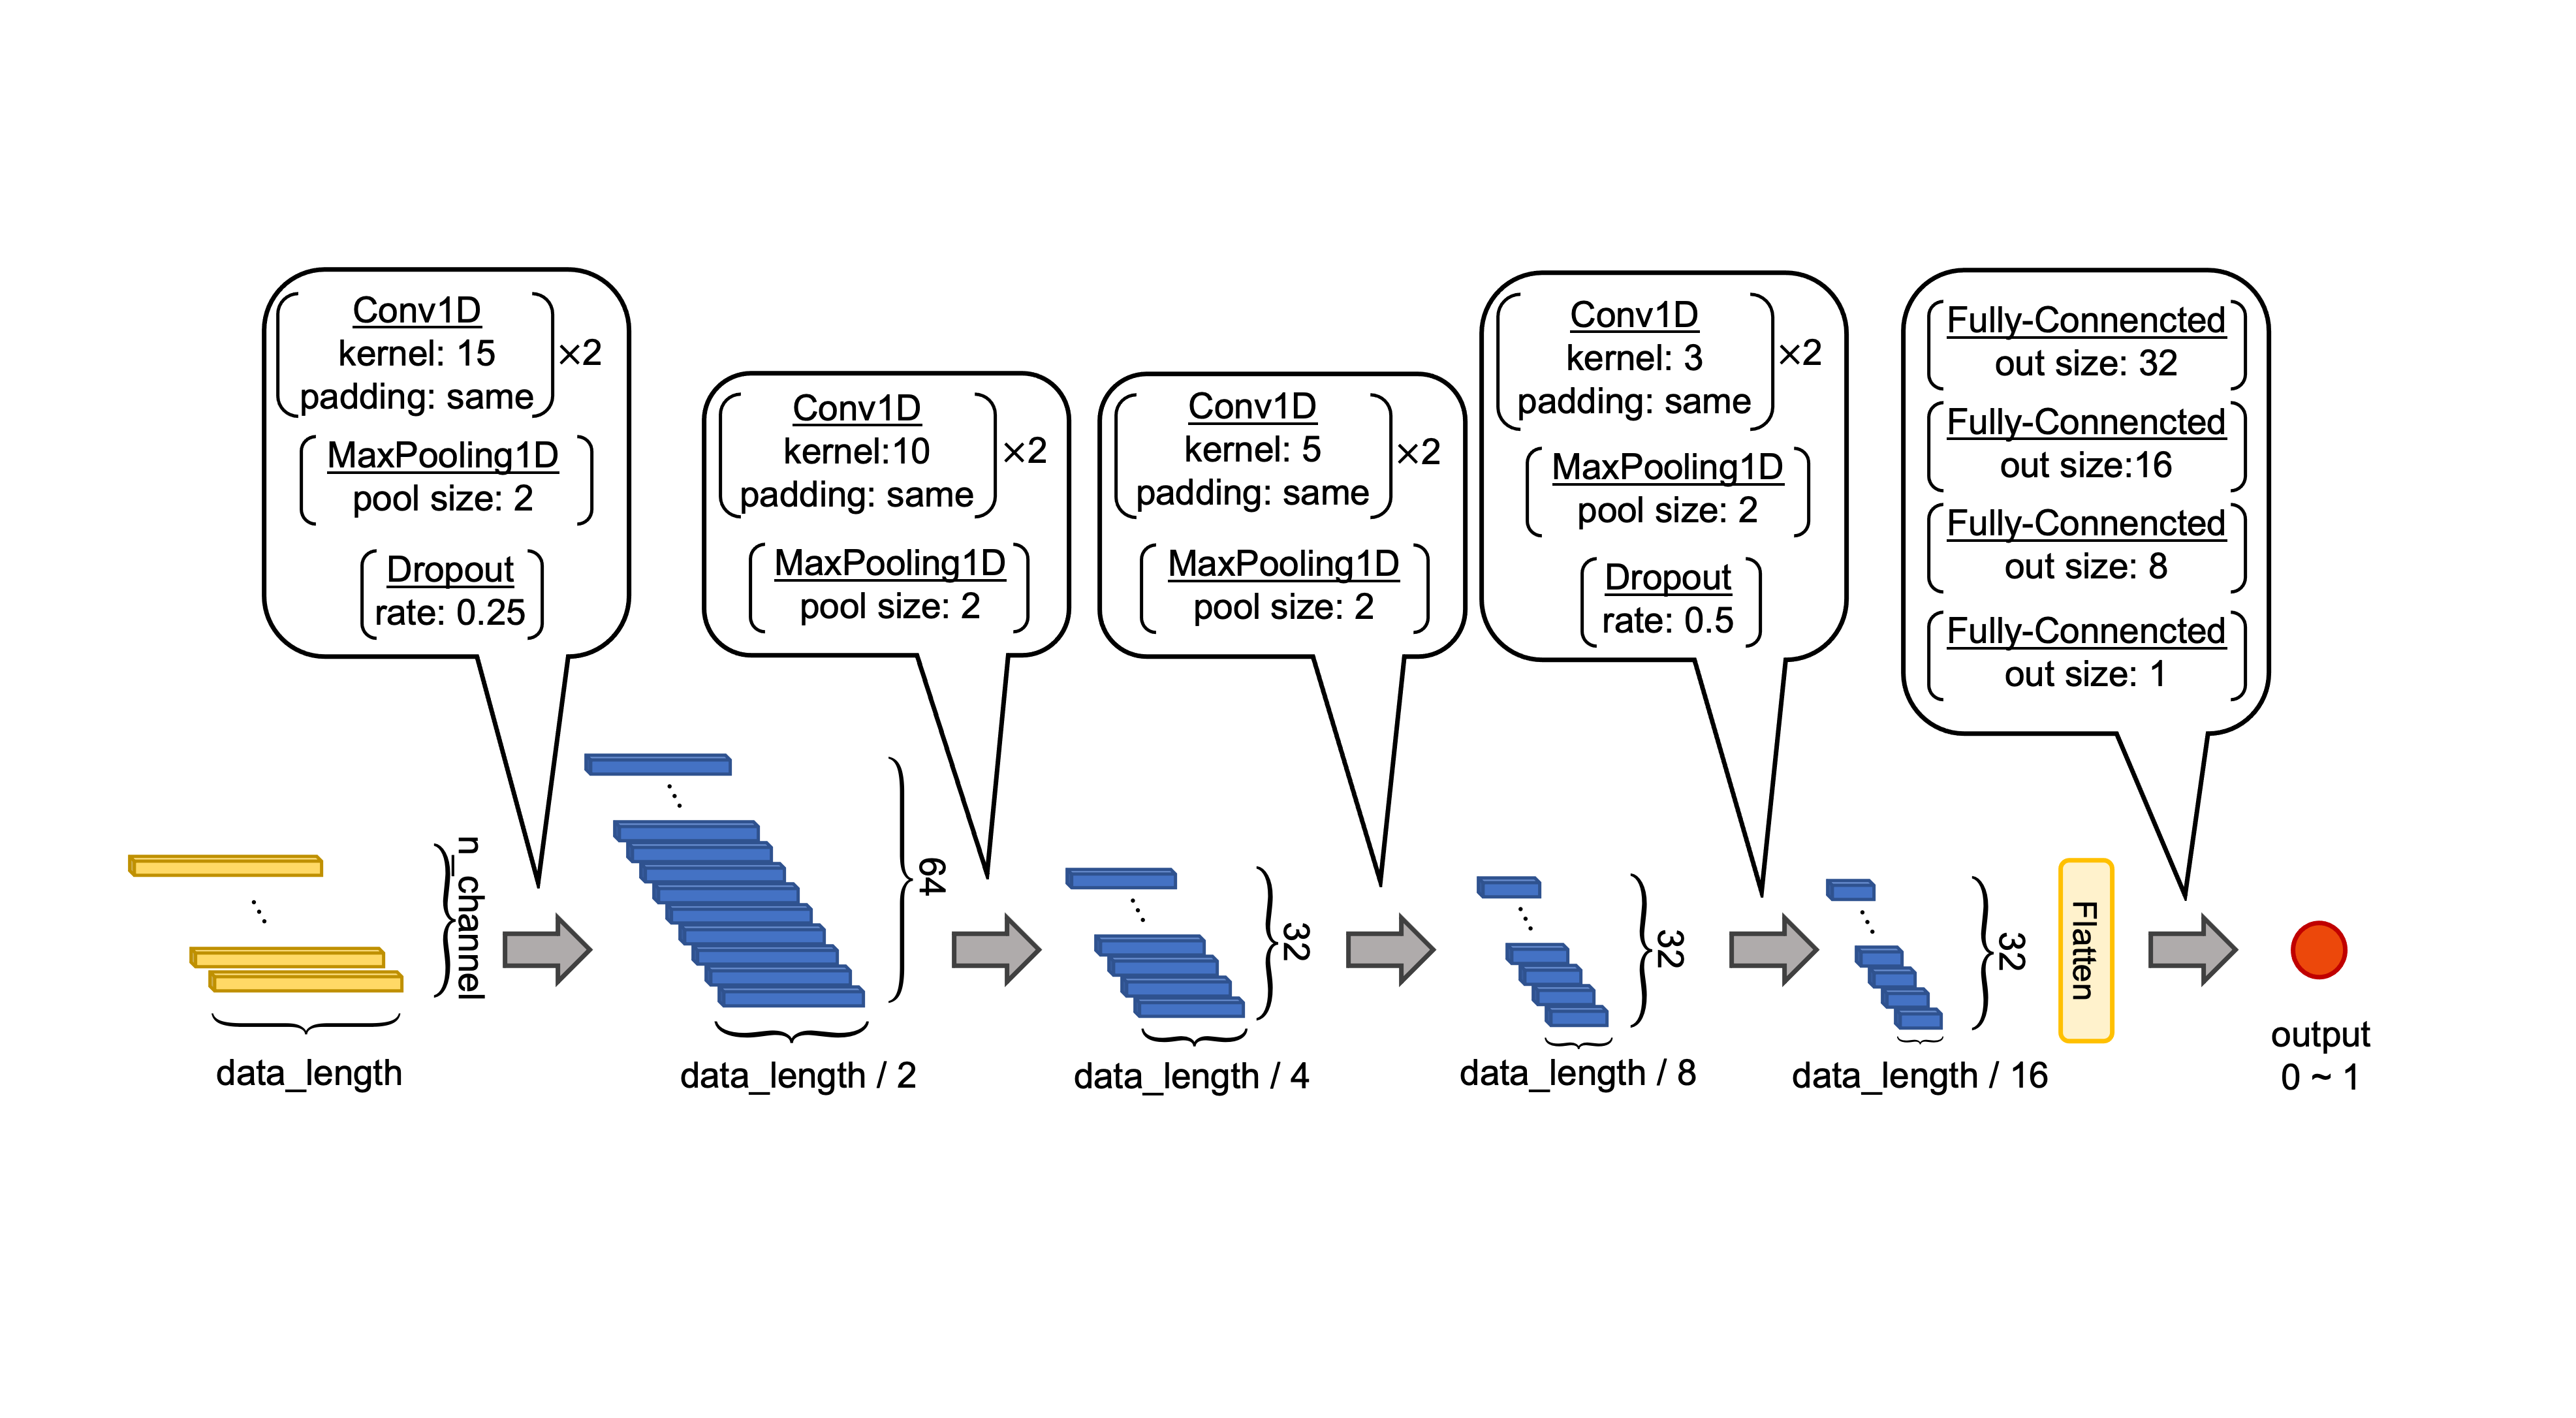 Conv1D
kernel: 15
padding: same
×2
MaxPooling1D
pool size: 2
Dropout
rate: 0.25
Conv1D
kernel:10
padding: same
×2
MaxPooling1D
pool size: 2
Conv1D
kernel: 5
padding: same
×2
MaxPooling1D
pool size: 2
Conv1D
kernel: 3
padding: same
×2
MaxPooling1D
pool size: 2
Dropout
rate: 0.5
Fully-Connencted
out size: 32
Fully-Connencted
out size:16
Fully-Connencted
out size: 8
Fully-Connencted
out size: 1
n_channel
data_length
64
data_length / 2
32
data_length / 4
32
data_length / 8
32
data_length / 16
Flatten
output
0 ~ 1